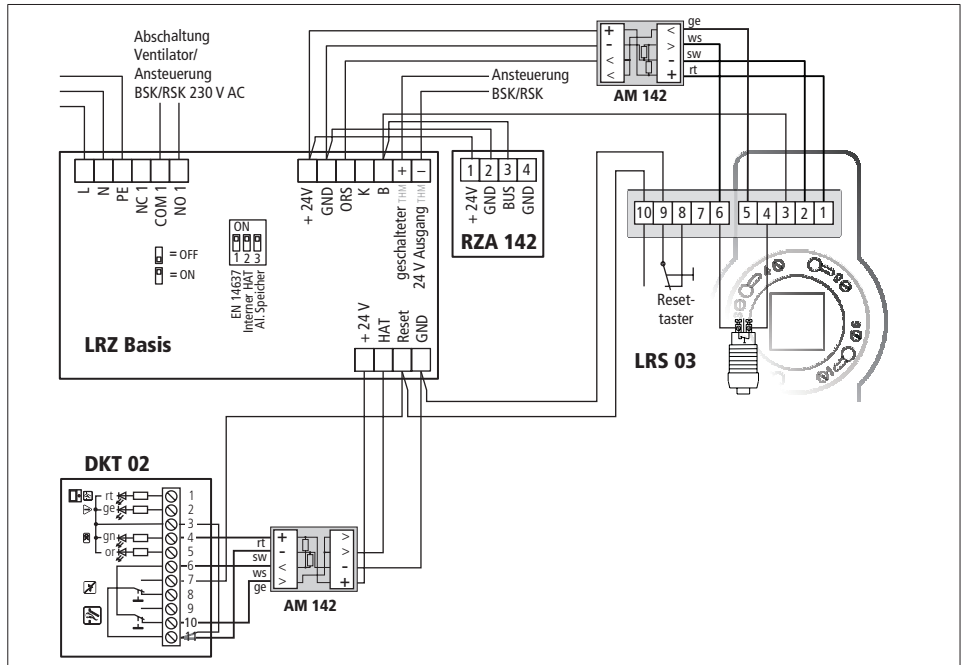 Abschaltung
Ventilator/
Ansteuerung
BSK/RSK 230 V AC
L
N
PE
NC 1
COM 1
NO 1
+ 24V
GND
ORS
K
B
+
–
geschalteter THM
24 V Ausgang THM
Ansteuerung
BSK/RSK
+
-
<
<
<
>
-
+
ge
ws
sw
rt
AM 142
1
2
3
4
+ 24V
GND
BUS
GND
RZA 142
= OFF
= ON
ON
1 2 3
EN 14637
Interner HAT
Al. Speicher
LRZ Basis
+ 24 V
HAT
Reset
GND
10 9 8 7 6 5 4 3 2 1
Reset-
taster
LRS 03
DKT 02
rt
ge
gn
or
1
2
3
4
5
6
7
8
9
10
11
rt
sw
ws
ge
+
-
<
>
>
>
-
+
AM 142